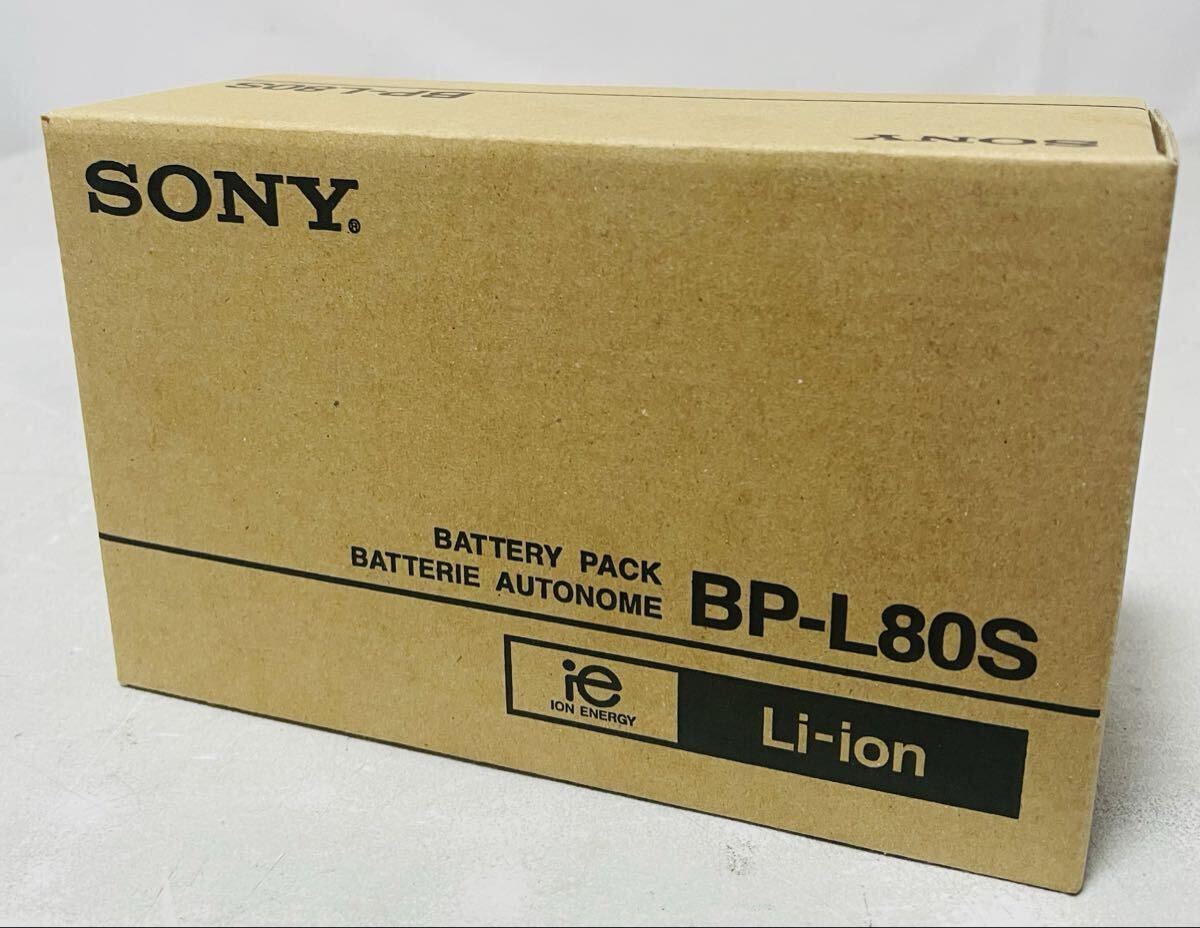 BP-L80S
SONY
SONY®
BATTERY PACK
BATTERIE AUTONOME
BP-L80S
ie
ION ENERGY
Li-ion